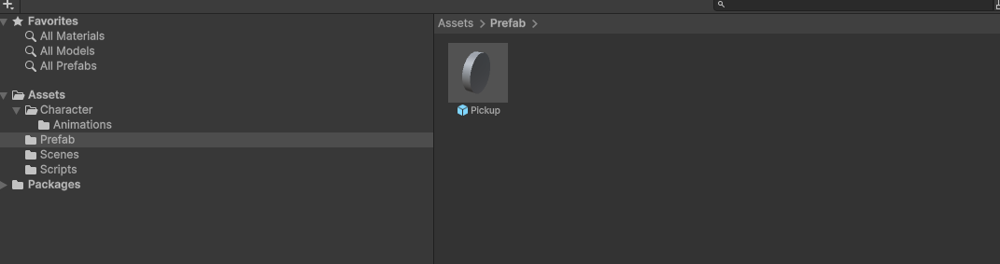 Favorites
All Materials
All Models
All Prefabs
Assets
Character
Animations
Prefab
Scenes
Scripts
Packages
Assets > Prefab >
Pickup